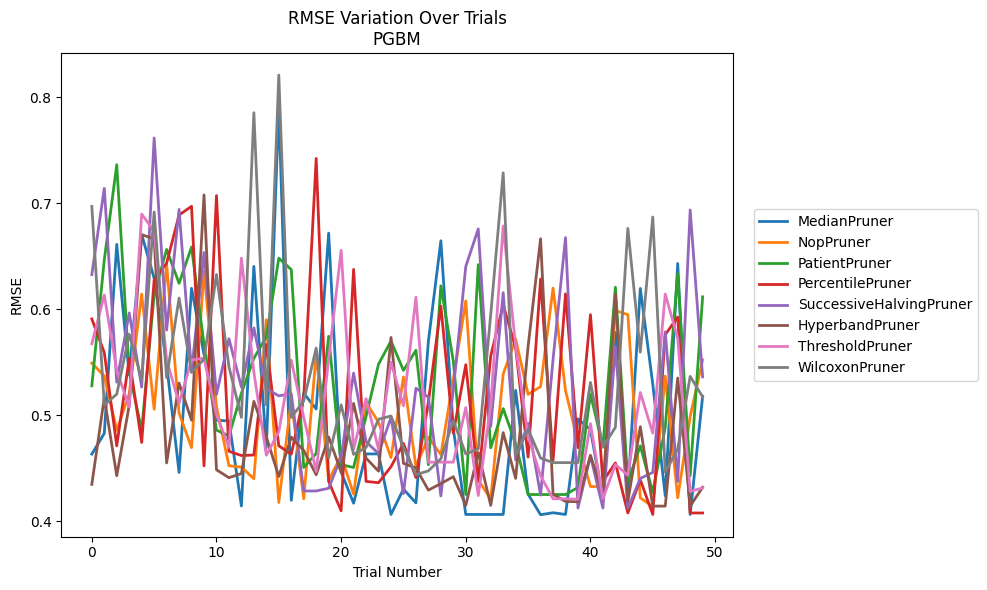 RMSE Variation Over Trials
PGBM
RMSE
0.8
0.7
0.6
0.5
0.4
0
10
20
30
40
50
Trial Number
MedianPruner
NopPruner
PatientPruner
PercentilePruner
SuccessiveHalvingPruner
HyperbandPruner
ThresholdPruner
WilcoxonPruner